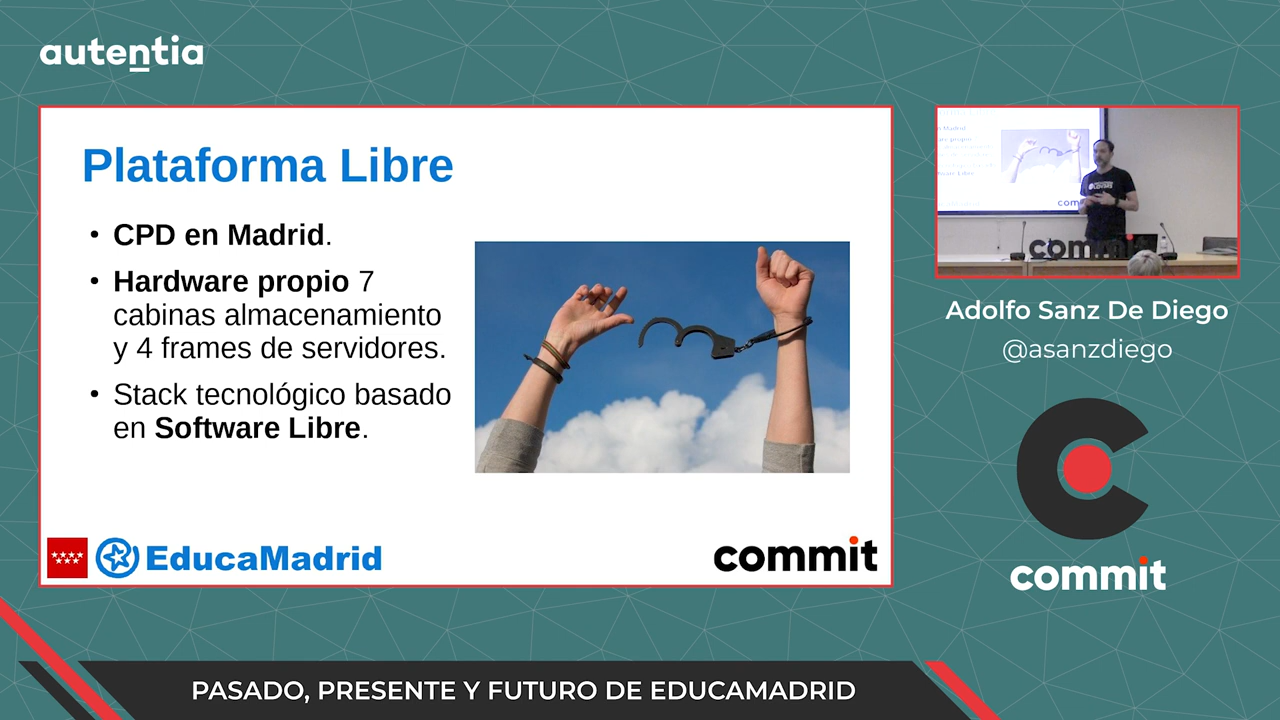 autentia
Plataforma Libre
• CPD en Madrid.
• Hardware propio 7
cabinas almacenamiento
y 4 frames de servidores.
• Stack tecnológico basado
en Software Libre.
EducaMadrid
commit
commit
Adolfo Sanz De Diego
@asanzdiego
commit
PASADO, PRESENTE Y FUTURO DE EDUCAMADRID